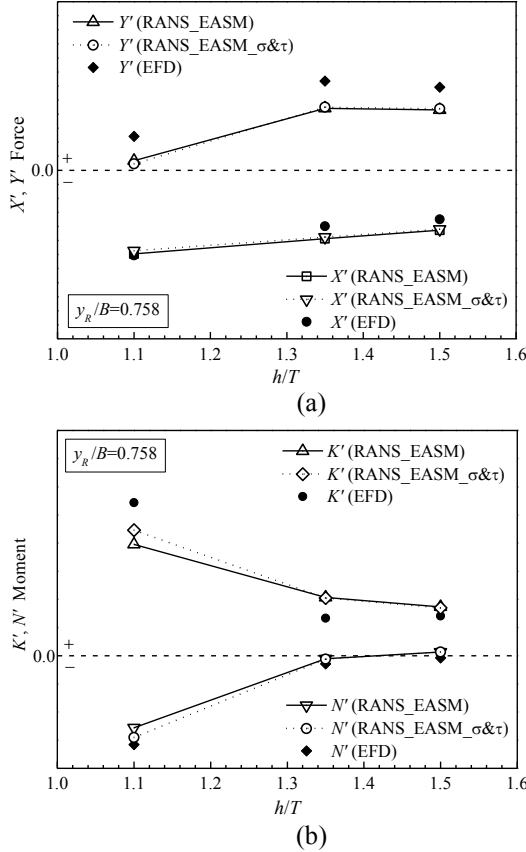 Y′ (RANS_EASM)
Y′ (RANS_EASM_σ&τ)
Y′ (EFD)
X′, Y′ Force
0.0
+
−
X′ (RANS_EASM)
X′ (RANS_EASM_σ&τ)
X′ (EFD)
y_R/B=0.758
1.0 1.1 1.2 1.3 1.4 1.5 1.6
h/T
(a)
y_R/B=0.758
K′ (RANS_EASM)
K′ (RANS_EASM_σ&τ)
K′ (EFD)
K′, N′ Moment
0.0
+
−
N′ (RANS_EASM)
N′ (RANS_EASM_σ&τ)
N′ (EFD)
1.0 1.1 1.2 1.3 1.4 1.5 1.6
h/T
(b)